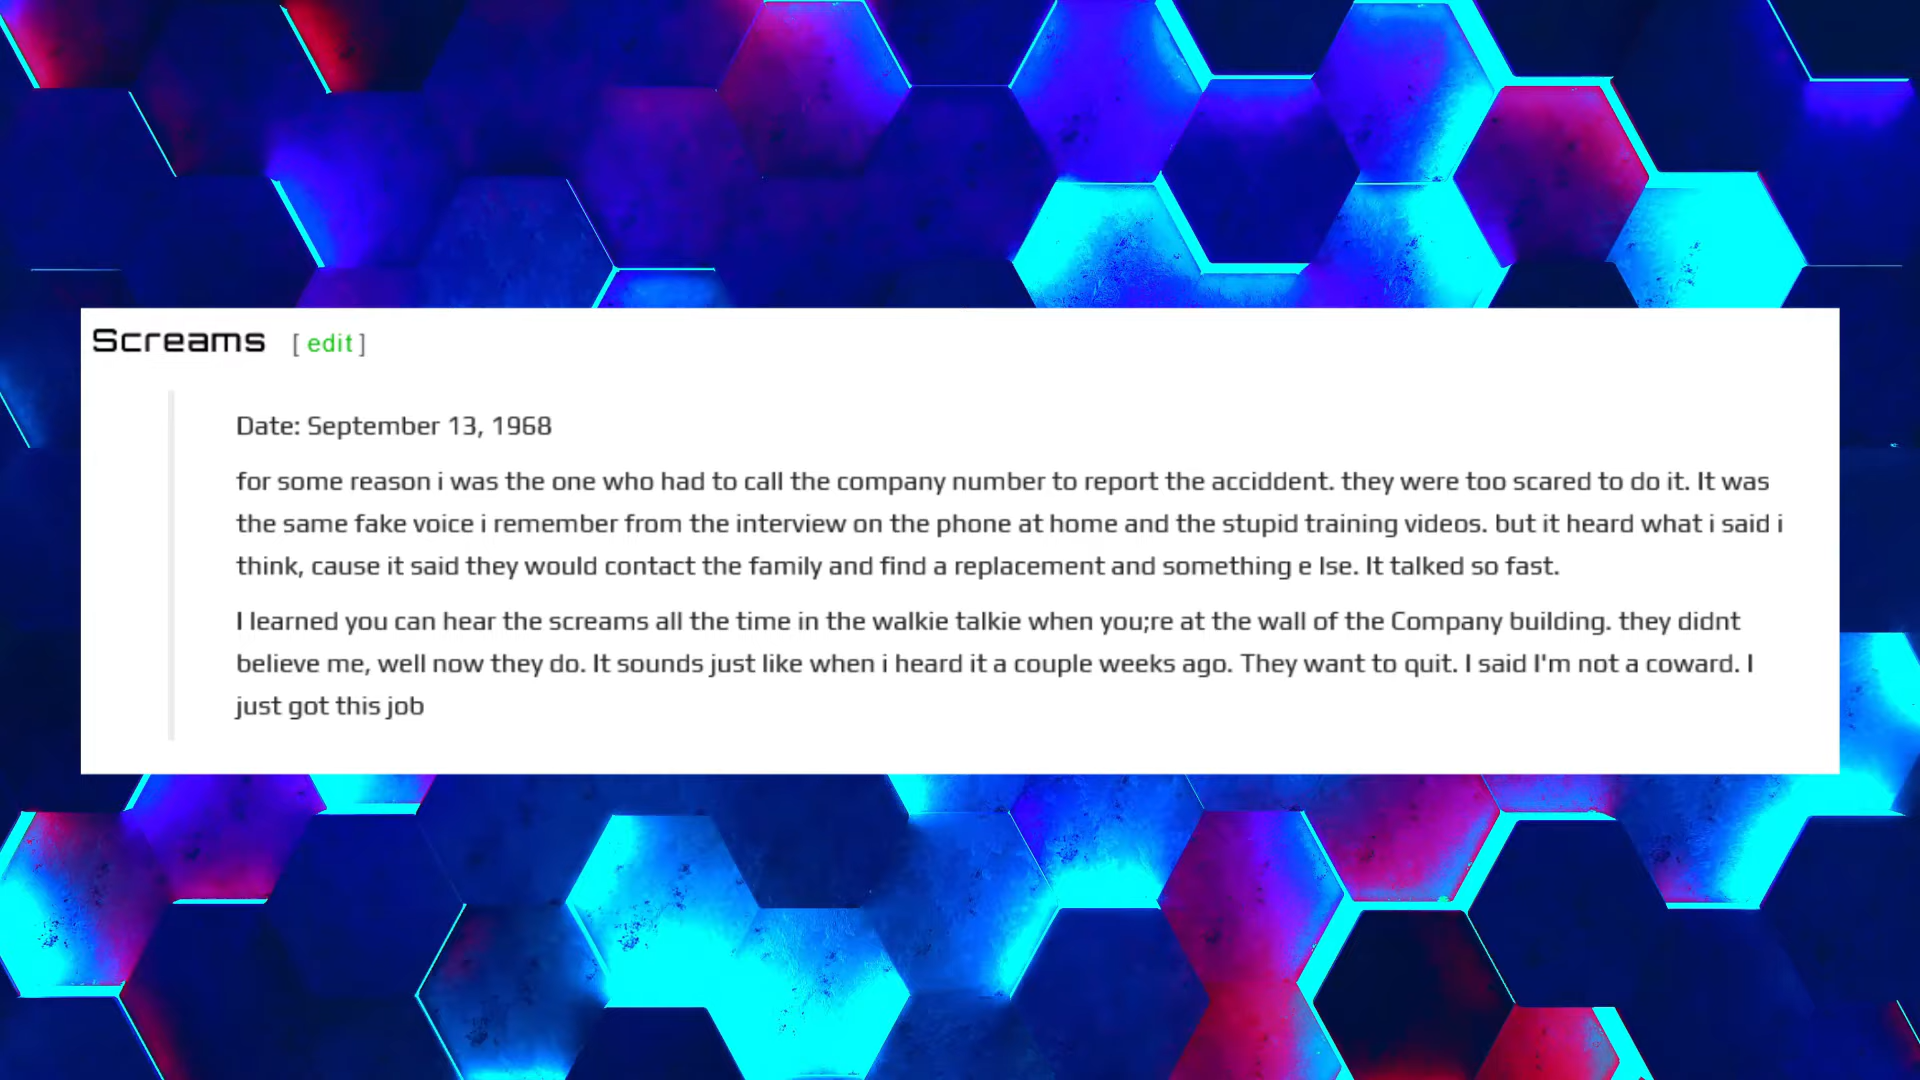 Screams [ edit ]
Date: September 13, 1968
for some reason i was the one who had to call the company number to report the acciddent. they were too scared to do it. It was
the same fake voice i remember from the interview on the phone at home and the stupid training videos. but it heard what i said i
think, cause it said they would contact the family and find a replacement and something e lse. It talked so fast.
I learned you can hear the screams all the time in the walkie talkie when you;re at the wall of the Company building. they didnt
believe me, well now they do. It sounds just like when i heard it a couple weeks ago. They want to quit. I said I'm not a coward. I
just got this job